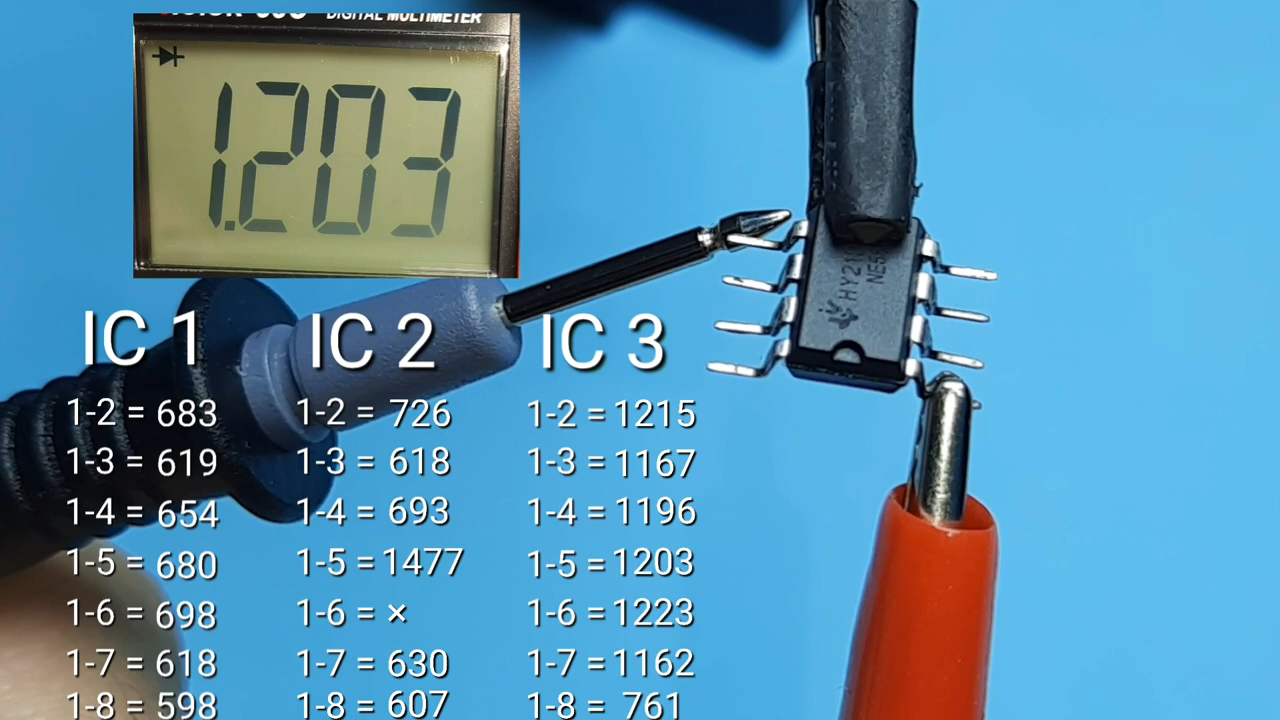 DIGITAL MULTIMETER
1.203
HY21
NE5
IC 1 IC 2 IC 3
1-2 = 683 1-2 = 726 1-2 = 1215
1-3 = 619 1-3 = 618 1-3 = 1167
1-4 = 654 1-4 = 693 1-4 = 1196
1-5 = 680 1-5 = 1477 1-5 = 1203
1-6 = 698 1-6 = × 1-6 = 1223
1-7 = 618 1-7 = 630 1-7 = 1162
1-8 = 598 1-8 = 607 1-8 = 761